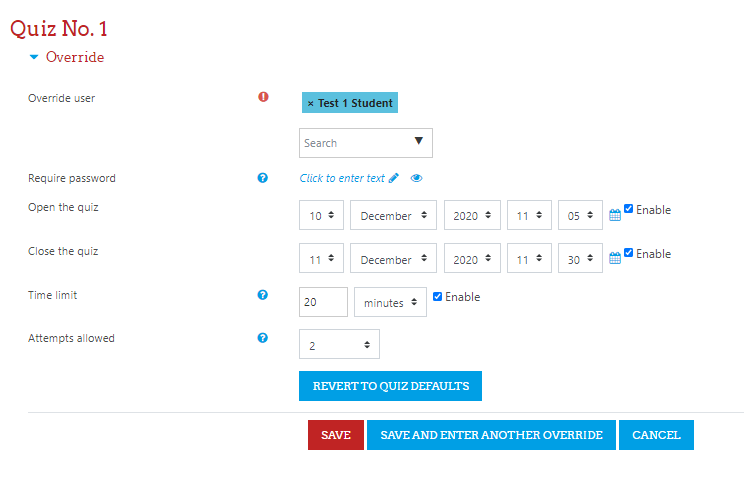 Quiz No. 1
Override
Override user
× Test 1 Student
Search
Require password
Click to enter text
Open the quiz
10 December 2020 11 05 Enable
Close the quiz
11 December 2020 11 30 Enable
Time limit
20 minutes Enable
Attempts allowed
2
REVERT TO QUIZ DEFAULTS
SAVE SAVE AND ENTER ANOTHER OVERRIDE CANCEL